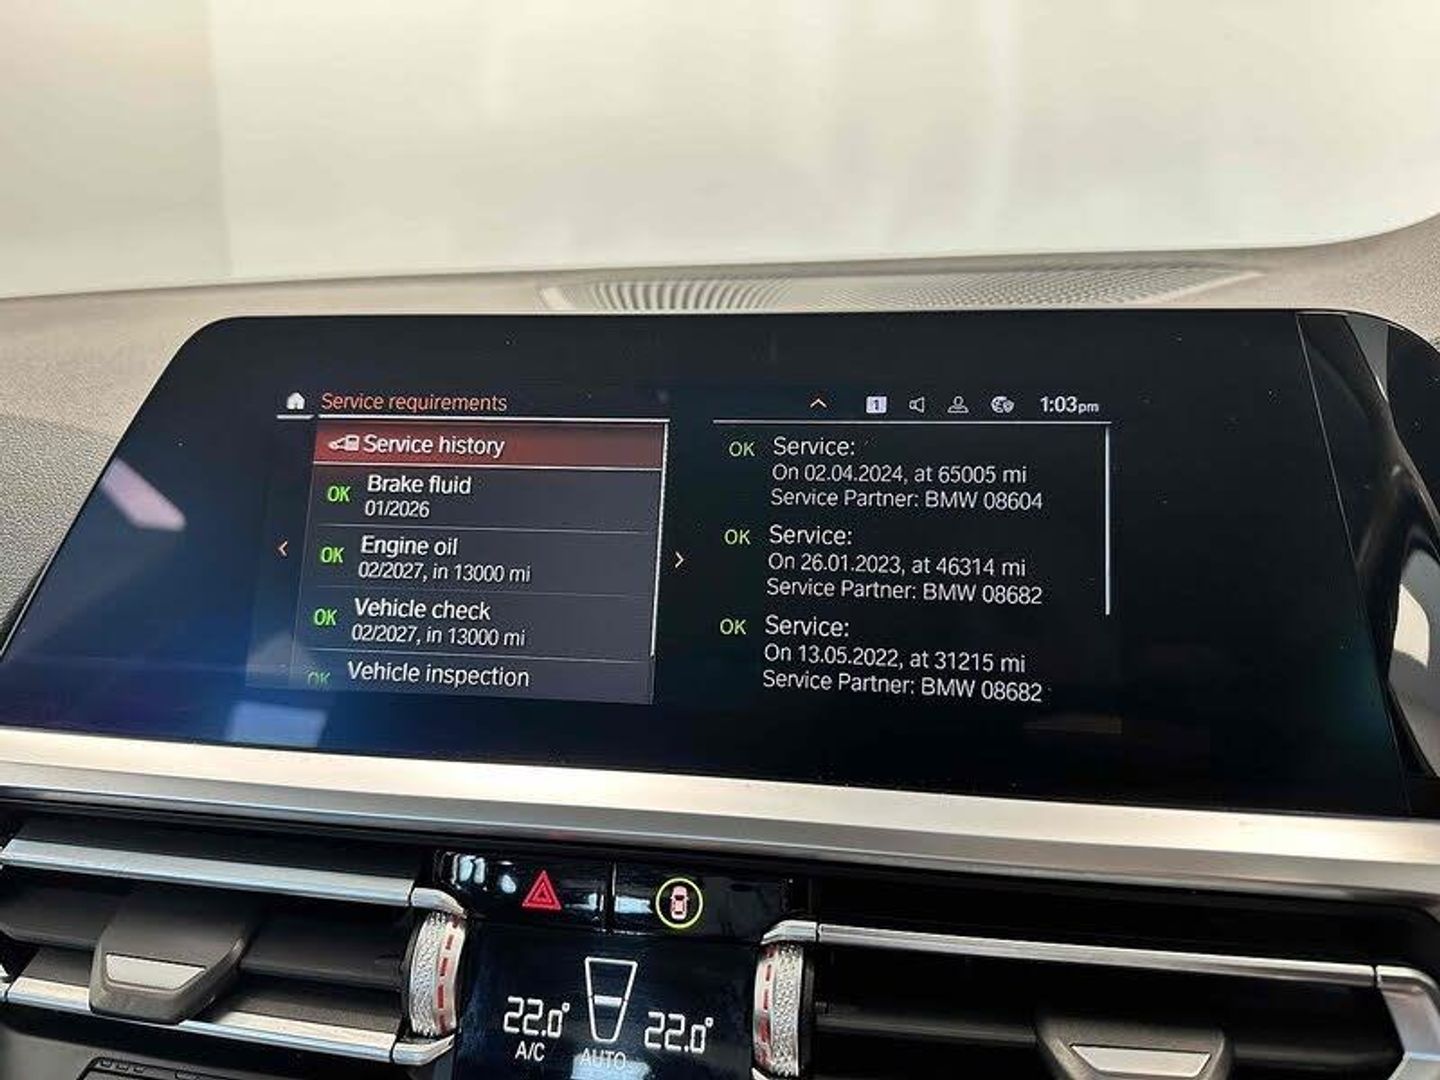 Service requirements
1
1:03pm
Service history
OK Brake fluid
01/2026
OK Engine oil
02/2027, in 13000 mi
OK Vehicle check
02/2027, in 13000 mi
OK Vehicle inspection
OK Service:
On 02.04.2024, at 65005 mi
Service Partner: BMW 08604
OK Service:
On 26.01.2023, at 46314 mi
Service Partner: BMW 08682
OK Service:
On 13.05.2022, at 31215 mi
Service Partner: BMW 08682
22.0°
A/C
AUTO
22.0°